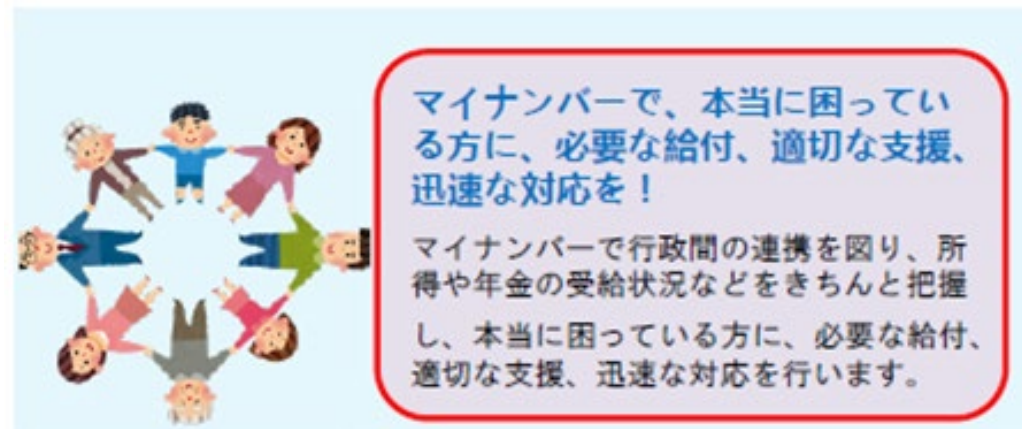 マイナンバーで、本当に困ってい
る方に、必要な給付、適切な支援、
迅速な対応を！
マイナンバーで行政間の連携を図り、所
得や年金の受給状況などをきちんと把握
し、本当に困っている方に、必要な給付、
適切な支援、迅速な対応を行います。